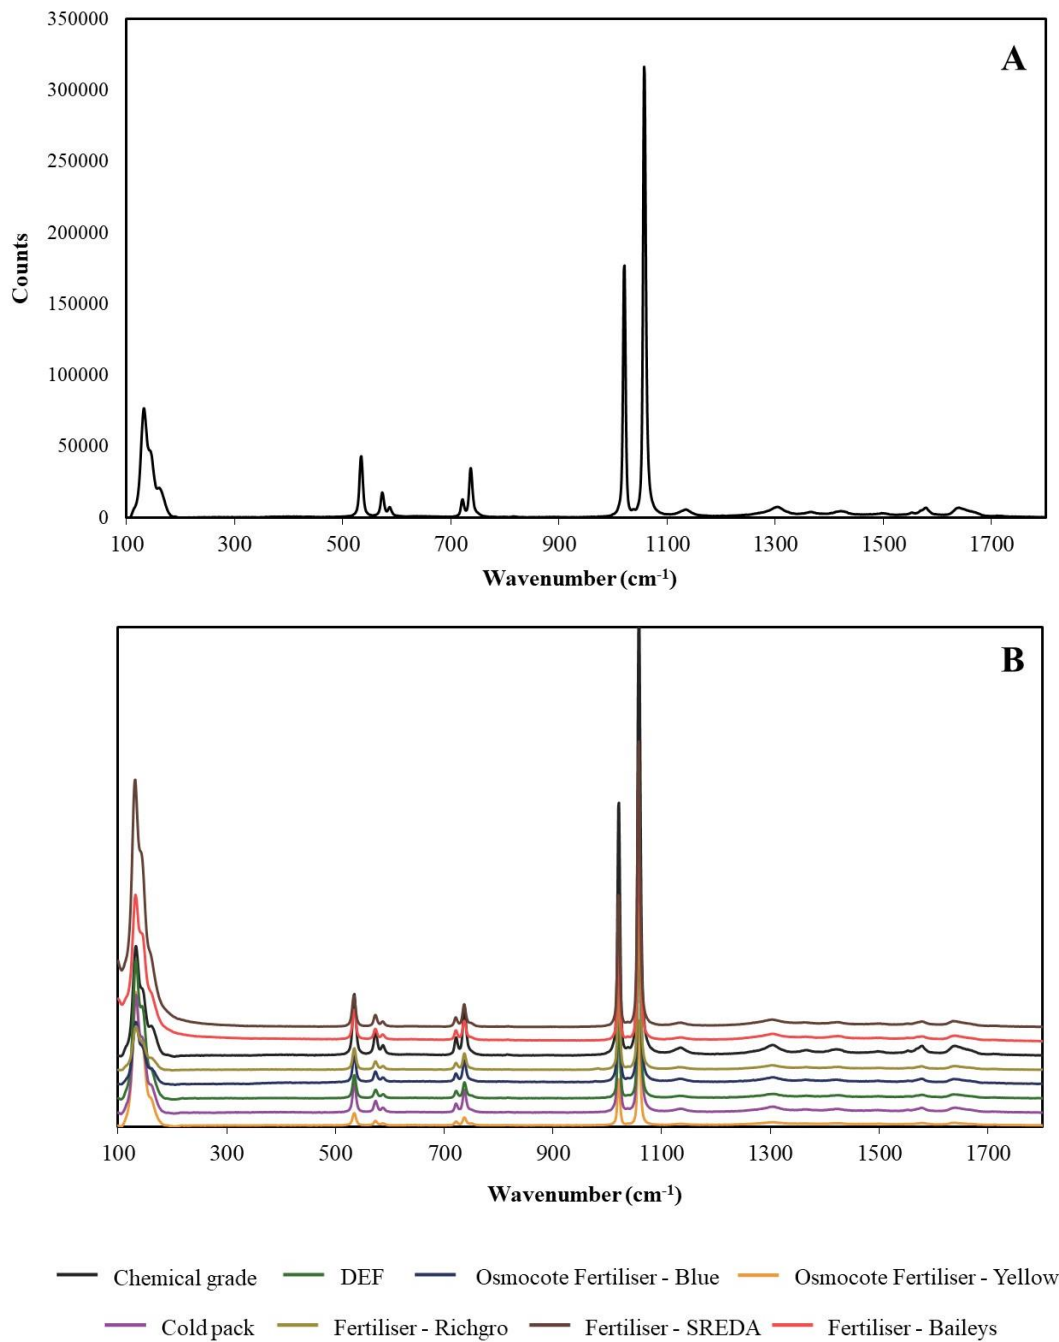 350000
A
300000
250000
200000
150000
100000
50000
0
Counts
100 300 500 700 900 1100 1300 1500 1700
Wavenumber (cm⁻¹)
B
100 300 500 700 900 1100 1300 1500 1700
Wavenumber (cm⁻¹)
Chemical grade DEF Osmocote Fertiliser - Blue Osmocote Fertiliser - Yellow
Cold pack Fertiliser - Richgro Fertiliser - SREDA Fertiliser - Baileys